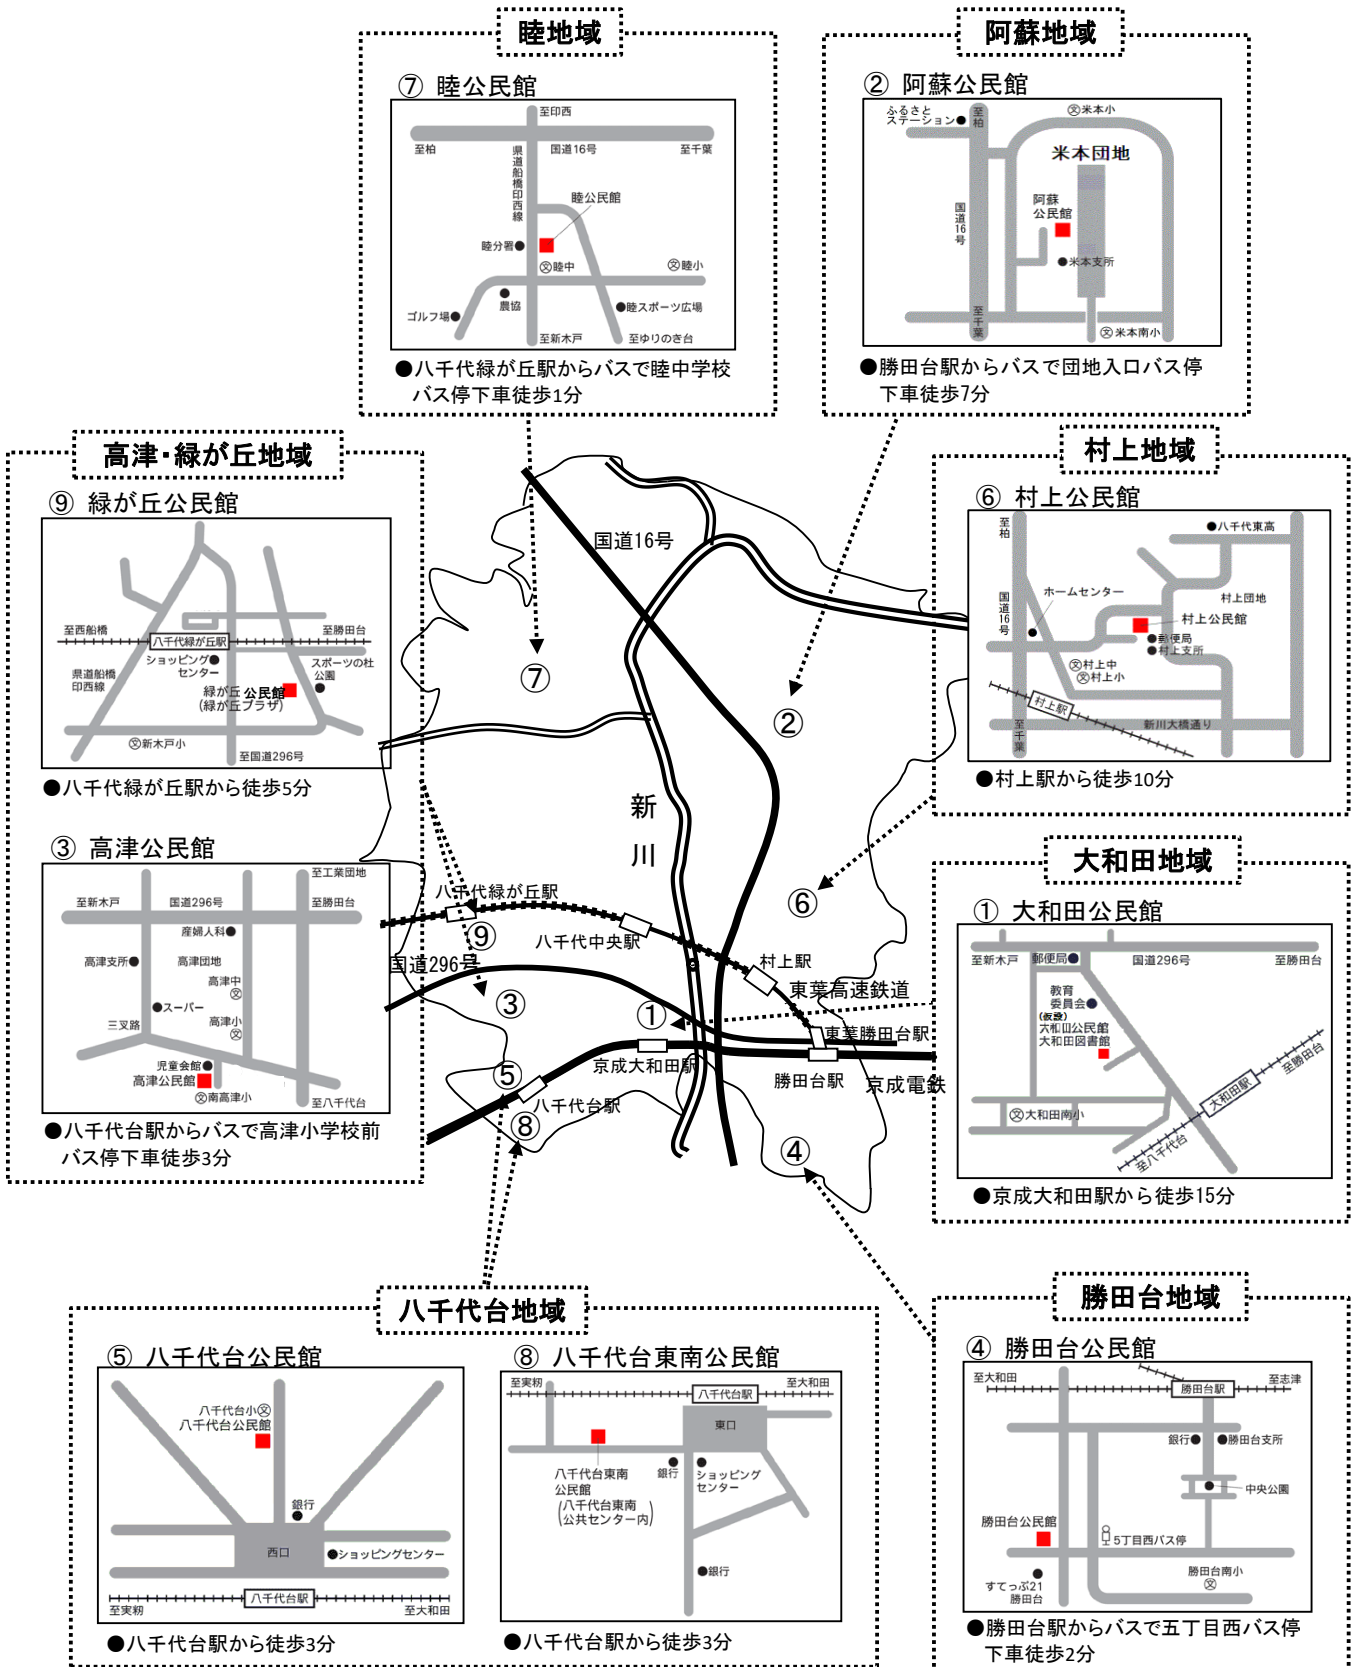 睦地域
⑦ 睦公民館
至印西
至柏
国道16号
至千葉
県道船橋印西線
睦公民館
睦分署
文睦中
文睦小
農協
ゴルフ場
睦スポーツ広場
至新木戸
至ゆりのき台
●八千代緑が丘駅からバスで睦中学校
バス停下車徒歩1分
阿蘇地域
② 阿蘇公民館
ふるさと
ステーション
至柏
文米本小
米本団地
国道16号
阿蘇
公民館
米本支所
至千葉
文米本南小
●勝田台駅からバスで団地入口バス停
下車徒歩7分
高津・緑が丘地域
⑨ 緑が丘公民館
至西船橋
八千代緑が丘駅
至勝田台
ショッピング
センター
スポーツの杜
公園
県道船橋
印西線
緑が丘公民館
(緑が丘プラザ)
文新木戸小
至国道296号
●八千代緑が丘駅から徒歩5分
③ 高津公民館
至工業団地
至新木戸
国道296号
至勝田台
産婦人科
高津支所
高津団地
高津中
文
スーパー
三叉路
高津小
文
児童会館
高津公民館
文南高津小
至八千代台
●八千代台駅からバスで高津小学校前
バス停下車徒歩3分
村上地域
⑥ 村上公民館
至柏
八千代東高
国道16号
ホームセンター
村上団地
村上公民館
郵便局
村上支所
文村上中
文村上小
村上駅
新川大橋通り
至千葉
●村上駅から徒歩10分
大和田地域
① 大和田公民館
至新木戸
郵便局
国道296号
至勝田台
教育
委員会
(仮設)
大和田公民館
大和田図書館
文大和田南小
大和田駅
至勝田台
至八千代台
●京成大和田駅から徒歩15分
国道16号
⑦
②
新川
⑥
八千代緑が丘駅
⑨
八千代中央駅
国道296号
村上駅
東葉高速鉄道
③
①
東葉勝田台駅
京成大和田駅
勝田台駅
京成電鉄
⑤
八千代台駅
⑧
④
八千代台地域
⑤ 八千代台公民館
八千代台小文
八千代台公民館
銀行
西口
ショッピングセンター
八千代台駅
至実籾
至大和田
●八千代台駅から徒歩3分
⑧ 八千代台東南公民館
至実籾
八千代台駅
至大和田
東口
八千代台東南
公民館
(八千代台東南
公共センター内)
銀行
ショッピング
センター
銀行
●八千代台駅から徒歩3分
勝田台地域
④ 勝田台公民館
至大和田
勝田台駅
至志津
銀行
勝田台支所
中央公園
勝田台公民館
5丁目西バス停
すてっぷ21
勝田台
勝田台南小
文
●勝田台駅からバスで五丁目西バス停
下車徒歩2分